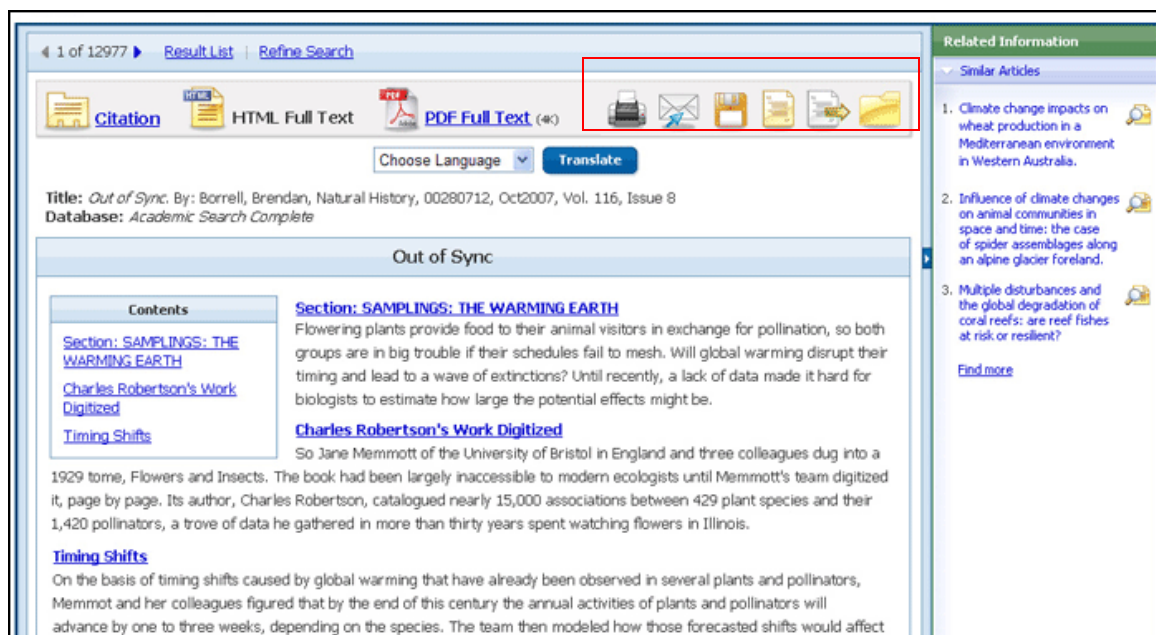 1 of 12977 Result List | Refine Search
Citation
HTML
HTML Full Text
PDF
Adobe
PDF Full Text (4K)
Choose Language
Translate
Title: Out of Sync. By: Borrell, Brendan, Natural History, 00280712, Oct2007, Vol. 116, Issue 8
Database: Academic Search Complete
Out of Sync
Contents
Section: SAMPLINGS: THE
WARMING EARTH
Charles Robertson's Work
Digitized
Timing Shifts
Section: SAMPLINGS: THE WARMING EARTH
Flowering plants provide food to their animal visitors in exchange for pollination, so both
groups are in big trouble if their schedules fail to mesh. Will global warming disrupt their
timing and lead to a wave of extinctions? Until recently, a lack of data made it hard for
biologists to estimate how large the potential effects might be.
Charles Robertson's Work Digitized
So Jane Memmott of the University of Bristol in England and three colleagues dug into a
1929 tome, Flowers and Insects. The book had been largely inaccessible to modern ecologists until Memmott's team digitized
it, page by page. Its author, Charles Robertson, catalogued nearly 15,000 associations between 429 plant species and their
1,420 pollinators, a trove of data he gathered in more than thirty years spent watching flowers in Illinois.
Timing Shifts
On the basis of timing shifts caused by global warming that have already been observed in several plants and pollinators,
Memmot and her colleagues figured that by the end of this century the annual activities of plants and pollinators will
advance by one to three weeks, depending on the species. The team then modeled how those forecasted shifts would affect
Related Information
Similar Articles
1. Climate change impacts on
wheat production in a
Mediterranean environment
in Western Australia.
2. Influence of climate changes
on animal communities in
space and time: the case
of spider assemblages along
an alpine glacier foreland.
3. Multiple disturbances and
the global degradation of
coral reefs: are reef fishes
at risk or resilient?
Find more